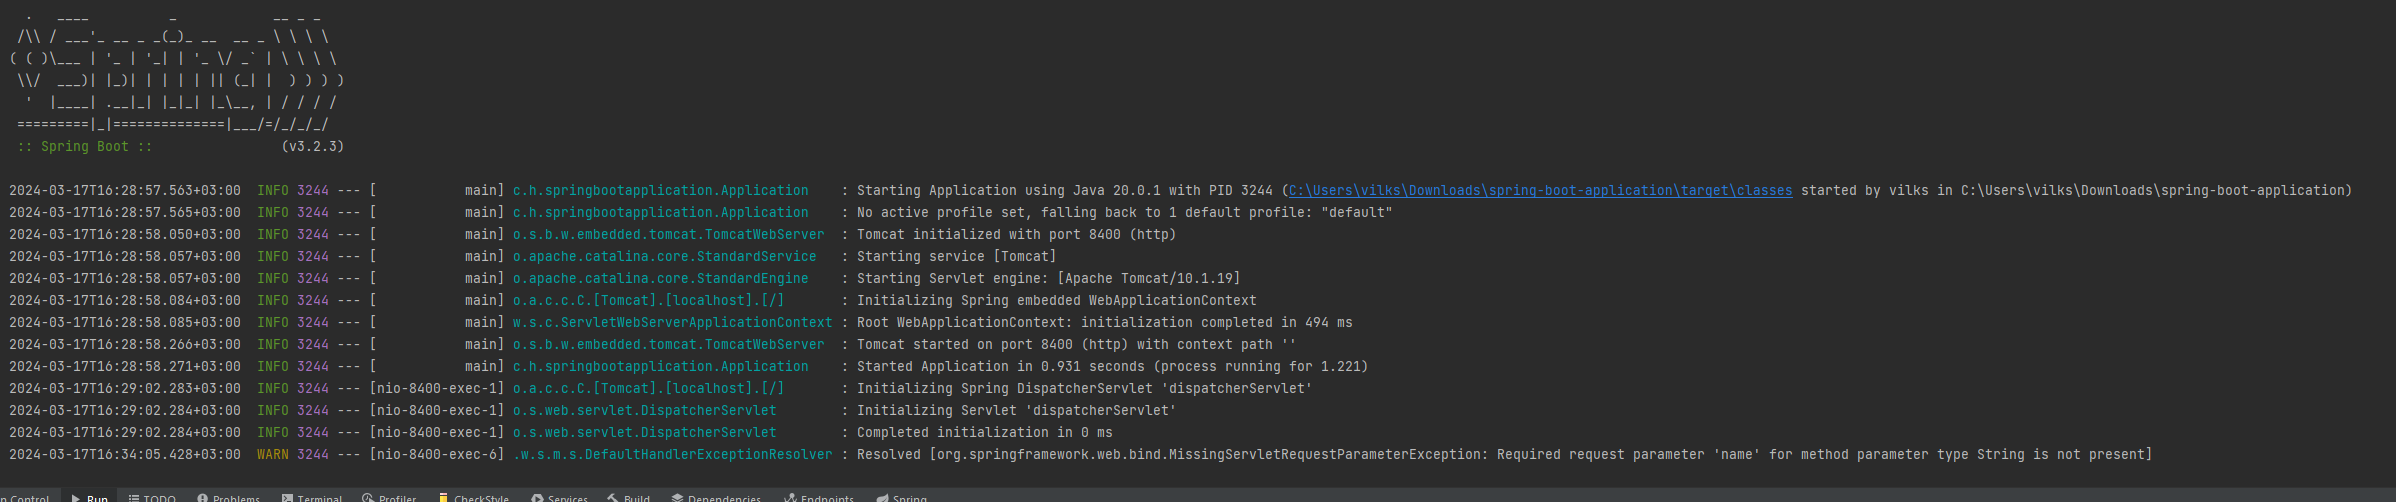 .   ____          _            __ _ _
 /\\ / ___'_ __ _ _(_)_ __  __ _ \ \ \ \
( ( )\___ | '_ | '_| | '_ \/ _` | \ \ \ \
 \\/  ___)| |_)| | | | | || (_| |  ) ) ) )
  '  |____| .__|_| |_|_| |_\__, | / / / /
 =========|_|==============|___/=/_/_/_/
 :: Spring Boot ::                (v3.2.3)
2024-03-17T16:28:57.563+03:00  INFO 3244 --- [           main] c.h.springbootapplication.Application    : Starting Application using Java 20.0.1 with PID 3244 (C:\Users\vilks\Downloads\spring-boot-application\target\classes started by vilks in C:\Users\vilks\Downloads\spring-boot-application)
2024-03-17T16:28:57.565+03:00  INFO 3244 --- [           main] c.h.springbootapplication.Application    : No active profile set, falling back to 1 default profile: "default"
2024-03-17T16:28:58.050+03:00  INFO 3244 --- [           main] o.s.b.w.embedded.tomcat.TomcatWebServer  : Tomcat initialized with port 8400 (http)
2024-03-17T16:28:58.057+03:00  INFO 3244 --- [           main] o.apache.catalina.core.StandardService   : Starting service [Tomcat]
2024-03-17T16:28:58.057+03:00  INFO 3244 --- [           main] o.apache.catalina.core.StandardEngine    : Starting Servlet engine: [Apache Tomcat/10.1.19]
2024-03-17T16:28:58.084+03:00  INFO 3244 --- [           main] o.a.c.c.C.[Tomcat].[localhost].[/]       : Initializing Spring embedded WebApplicationContext
2024-03-17T16:28:58.085+03:00  INFO 3244 --- [           main] w.s.c.ServletWebServerApplicationContext : Root WebApplicationContext: initialization completed in 494 ms
2024-03-17T16:28:58.266+03:00  INFO 3244 --- [           main] o.s.b.w.embedded.tomcat.TomcatWebServer  : Tomcat started on port 8400 (http) with context path ''
2024-03-17T16:28:58.271+03:00  INFO 3244 --- [           main] c.h.springbootapplication.Application    : Started Application in 0.931 seconds (process running for 1.221)
2024-03-17T16:29:02.283+03:00  INFO 3244 --- [nio-8400-exec-1] o.a.c.c.C.[Tomcat].[localhost].[/]       : Initializing Spring DispatcherServlet 'dispatcherServlet'
2024-03-17T16:29:02.284+03:00  INFO 3244 --- [nio-8400-exec-1] o.s.web.servlet.DispatcherServlet        : Initializing Servlet 'dispatcherServlet'
2024-03-17T16:29:02.284+03:00  INFO 3244 --- [nio-8400-exec-1] o.s.web.servlet.DispatcherServlet        : Completed initialization in 0 ms
2024-03-17T16:34:05.428+03:00  WARN 3244 --- [nio-8400-exec-6] .w.s.m.s.DefaultHandlerExceptionResolver : Resolved [org.springframework.web.bind.MissingServletRequestParameterException: Required request parameter 'name' for method parameter type String is not present]
n Control Run TODO Problems Terminal Profiler CheckStyle Services Build Dependencies Endpoints Spring